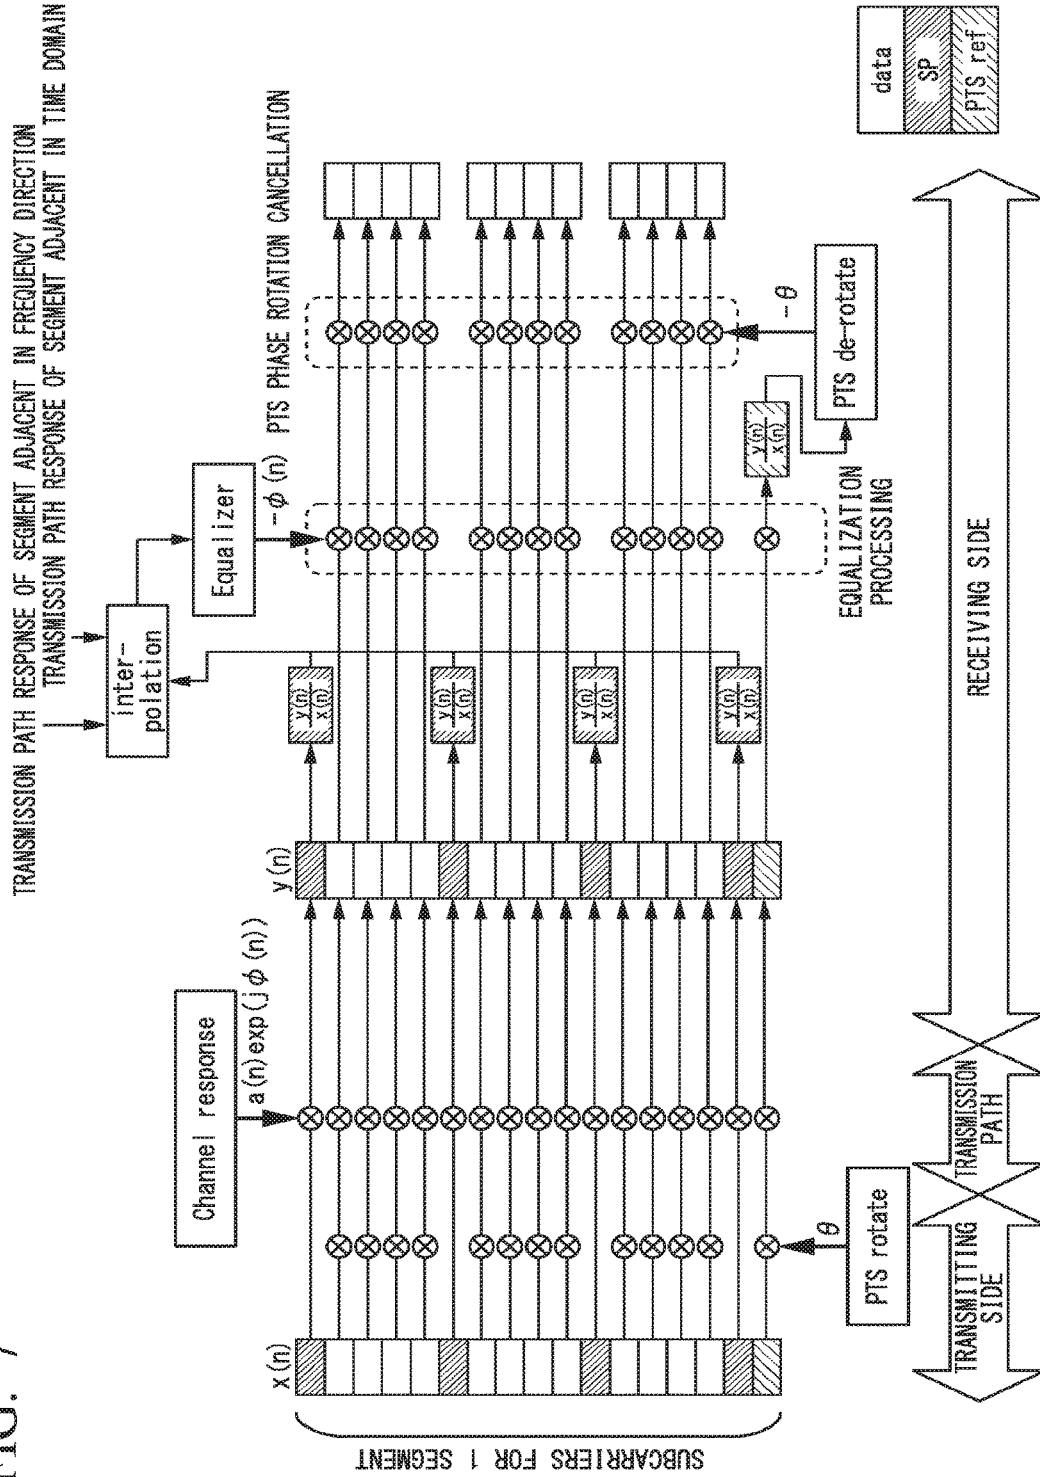 FIG. 7
TRANSMISSION PATH RESPONSE OF SEGMENT ADJACENT IN FREQUENCY DIRECTION
TRANSMISSION PATH RESPONSE OF SEGMENT ADJACENT IN TIME DOMAIN
inter-
polation
Equalizer
-φ(n)
PTS PHASE ROTATION CANCELLATION
Channel response
a(n)exp(jφ(n))
x(n)
y(n)
y(n)
x(n)
y(n)
x(n)
y(n)
x(n)
y(n)
x(n)
y(n)
x(n)
SUBCARRIERS FOR 1 SEGMENT
θ
PTS rotate
EQUALIZATION
PROCESSING
-θ
PTS de-rotate
TRANSMITTING
SIDE
TRANSMISSION
PATH
RECEIVING SIDE
data
SP
PTS ref